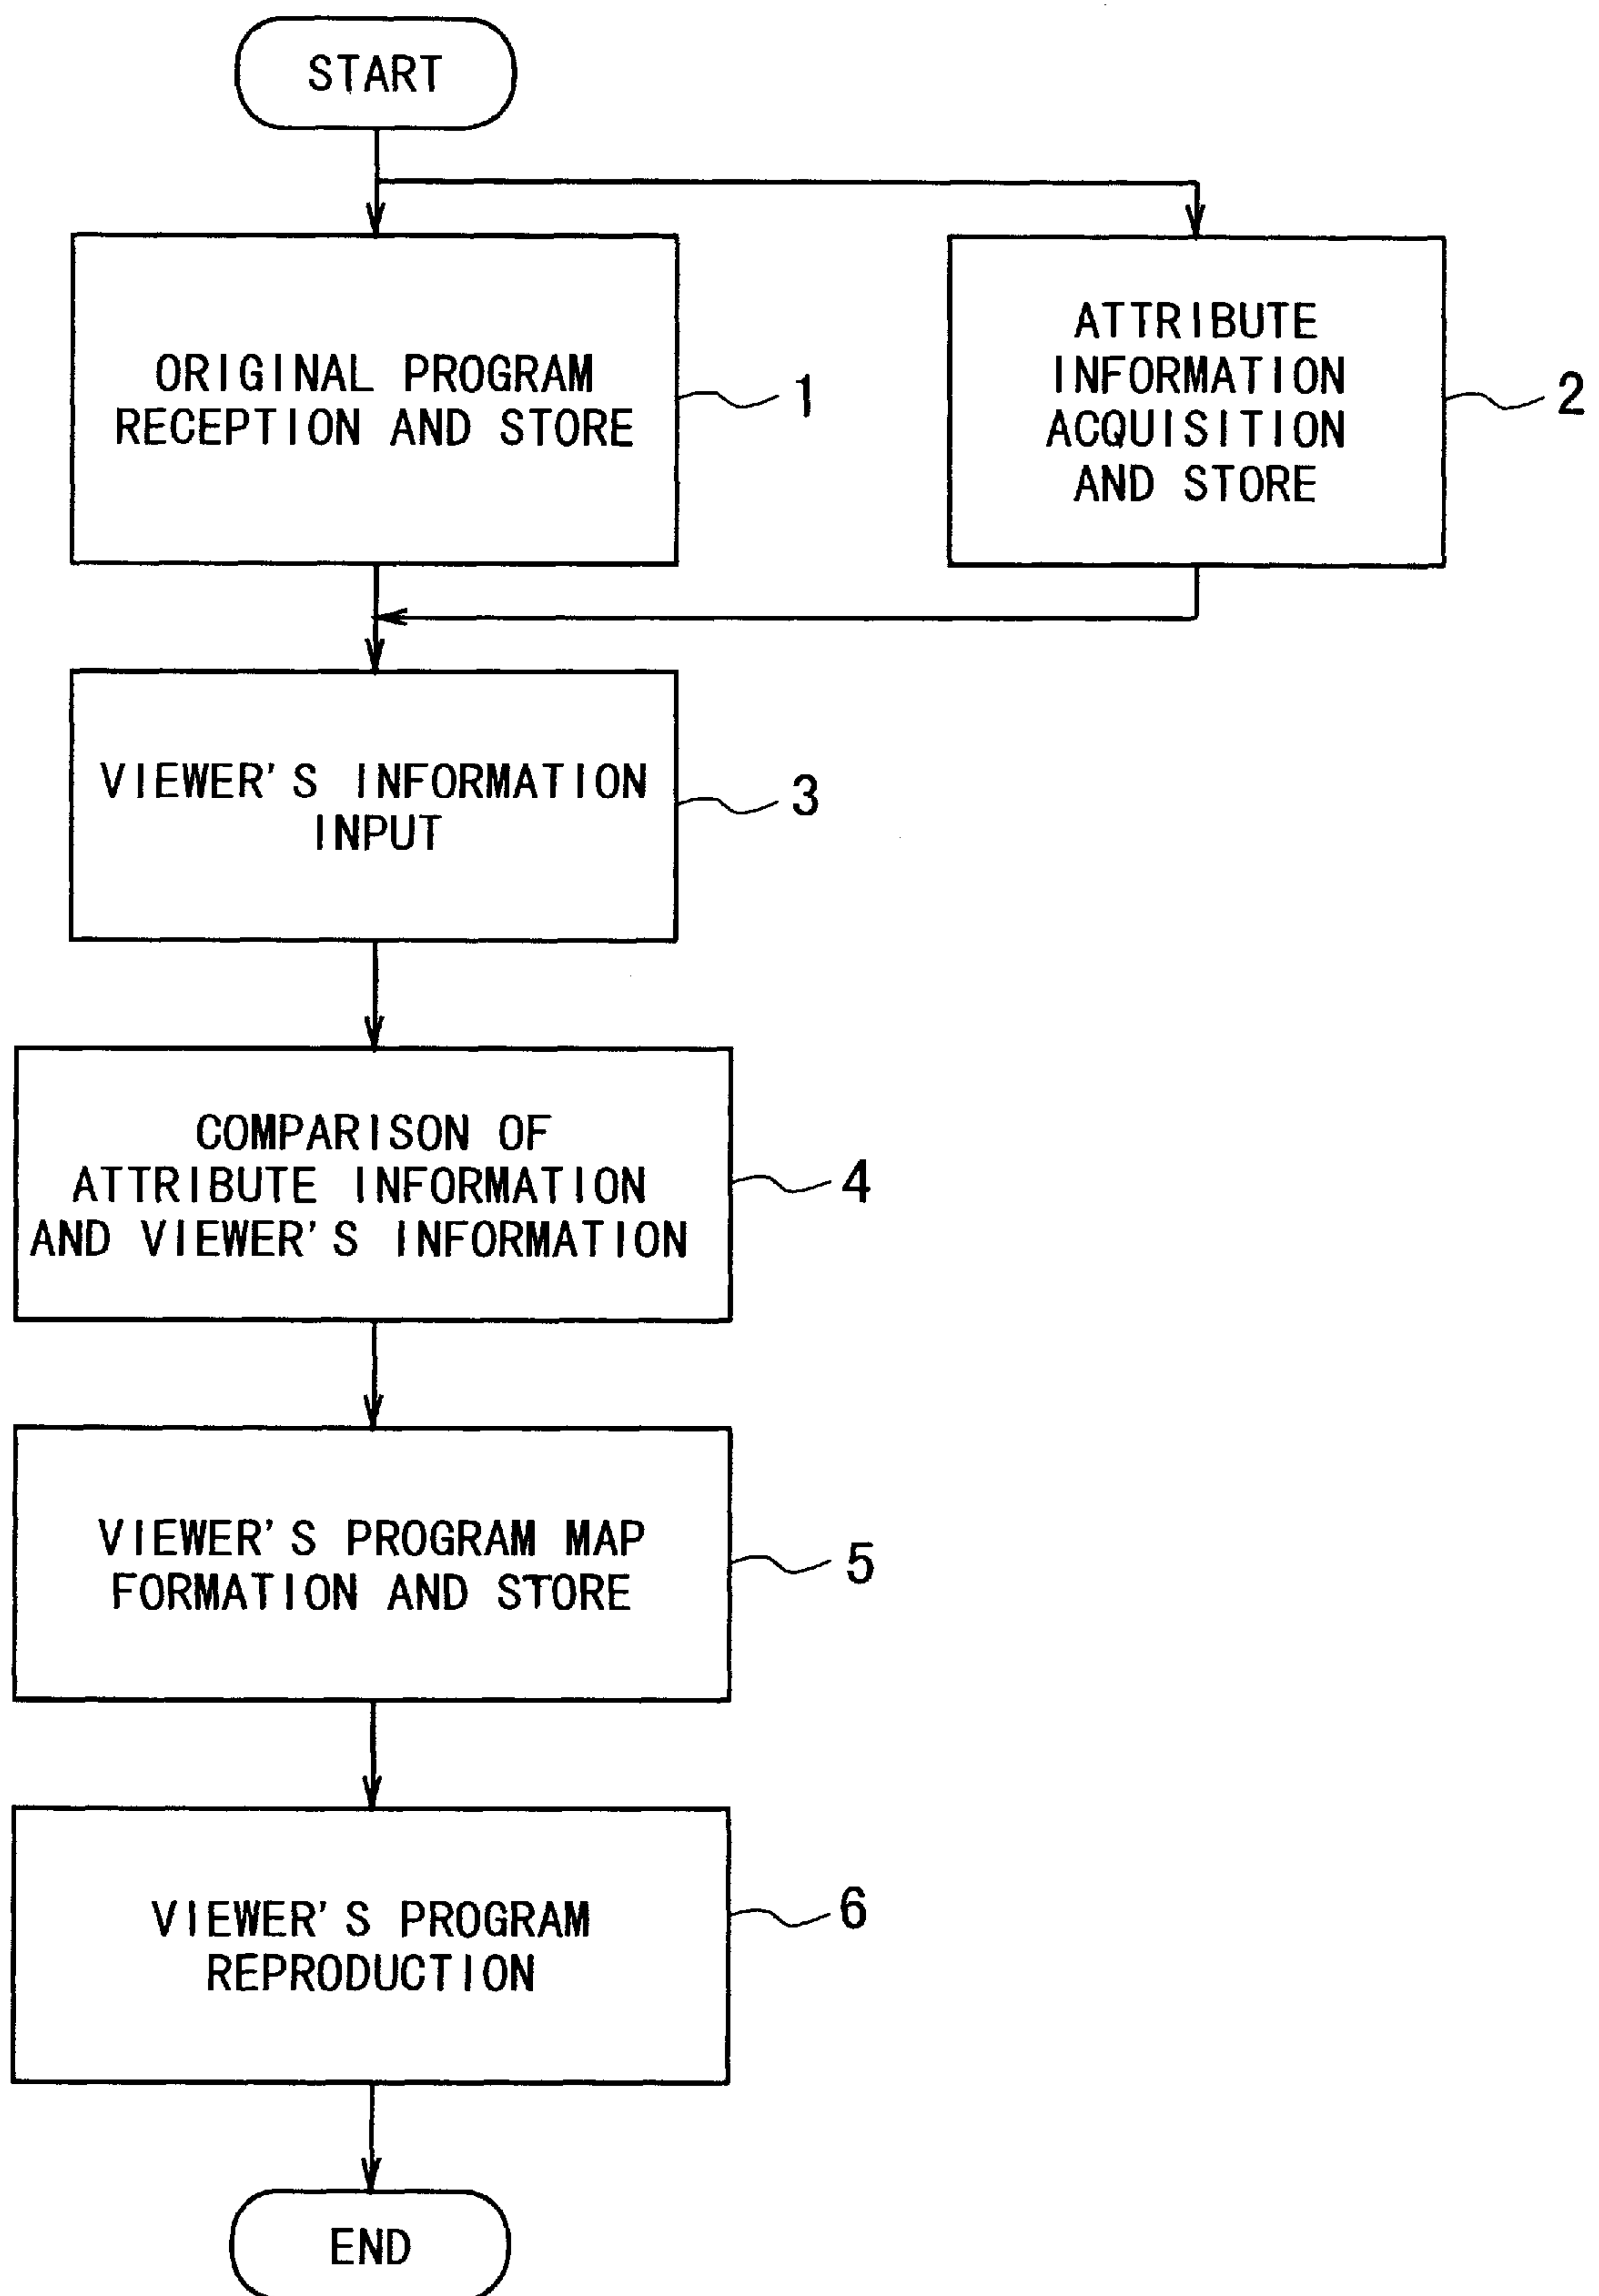 START
ORIGINAL PROGRAM
RECEPTION AND STORE
1
ATTRIBUTE
INFORMATION
ACQUISITION
AND STORE
2
VIEWER'S INFORMATION
INPUT
3
COMPARISON OF
ATTRIBUTE INFORMATION
AND VIEWER'S INFORMATION
4
VIEWER'S PROGRAM MAP
FORMATION AND STORE
5
VIEWER'S PROGRAM
REPRODUCTION
6
END